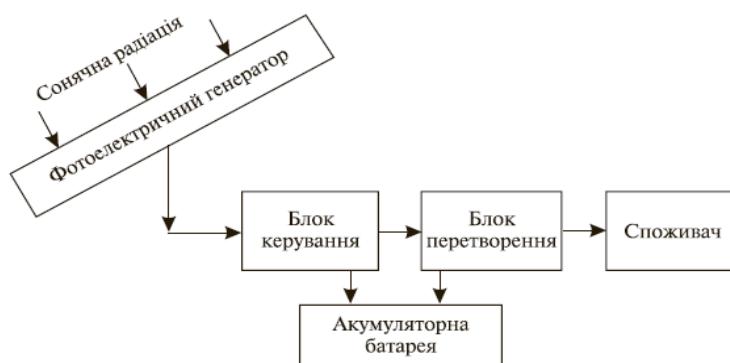 Сонячна радіація
Фотоелектричний генератор
Блок
керування
Блок
перетворення
Споживач
Акумуляторна
батарея